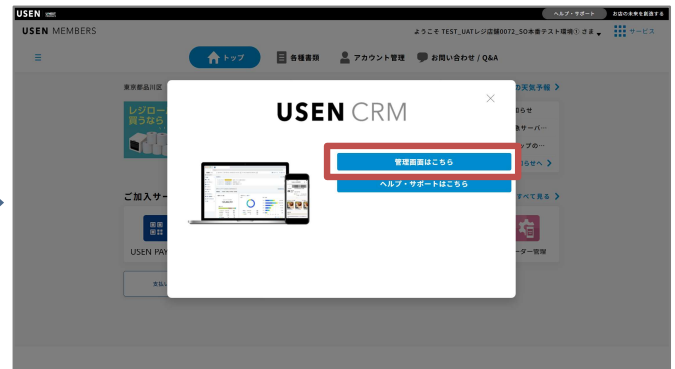 USEN
ヘルプ・サポート お店の未来を創造する
USEN MEMBERS
ようこそ TEST_UATレジ店舗0072_SO本番テスト環境① さま
サービス
トップ 各種書類 アカウント管理 お問い合わせ / Q&A
東京都品川区
の天気予報
レジロー
買うなら
らせ
サーバ…
ップの…
らせへ
USEN CRM
管理画面はこちら
ヘルプ・サポートはこちら
ご加入サー
すべて見る
USEN PAY
ーダー管理
支払い